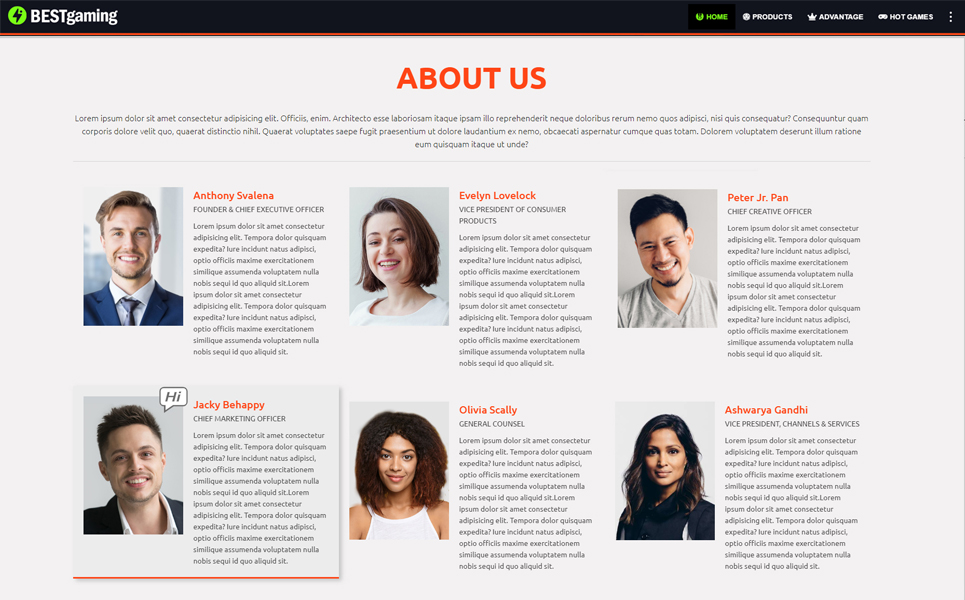 BESTgaming
HOME
PRODUCTS
ADVANTAGE
HOT GAMES
ABOUT US
Lorem ipsum dolor sit amet consectetur adipisicing elit. Officiis, enim. Architecto esse laboriosam itaque ipsam illo reprehenderit neque doloribus rerum nemo quos adipisci, nisi quis consequatur? Consequuntur quam
corporis dolore velit quo, quaerat distinctio nihil. Quaerat voluptates saepe fugit praesentium ut dolore laudantium ex nemo, obcaecati aspernatur cumque quas totam. Dolorem voluptatem deserunt illum ratione
eum quisquam itaque ut unde?
Anthony Svalena
FOUNDER & CHIEF EXECUTIVE OFFICER
Lorem ipsum dolor sit amet consectetur
adipisicing elit. Tempora dolor quisquam
expedita? Iure incidunt natus adipisci,
optio officiis maxime exercitationem
similique assumenda voluptatem nulla
nobis sequi id quo aliquid sit.Lorem
ipsum dolor sit amet consectetur
adipisicing elit. Tempora dolor quisquam
expedita? Iure incidunt natus adipisci,
optio officiis maxime exercitationem
similique assumenda voluptatem nulla
nobis sequi id quo aliquid sit.
Evelyn Lovelock
VICE PRESIDENT OF CONSUMER
PRODUCTS
Lorem ipsum dolor sit amet consectetur
adipisicing elit. Tempora dolor quisquam
expedita? Iure incidunt natus adipisci,
optio officiis maxime exercitationem
similique assumenda voluptatem nulla
nobis sequi id quo aliquid sit.Lorem
ipsum dolor sit amet consectetur
adipisicing elit. Tempora dolor quisquam
expedita? Iure incidunt natus adipisci,
optio officiis maxime exercitationem
similique assumenda voluptatem nulla
nobis sequi id quo aliquid sit.
Peter Jr. Pan
CHIEF CREATIVE OFFICER
Lorem ipsum dolor sit amet consectetur
adipisicing elit. Tempora dolor quisquam
expedita? Iure incidunt natus adipisci,
optio officiis maxime exercitationem
similique assumenda voluptatem nulla
nobis sequi id quo aliquid sit.Lorem
ipsum dolor sit amet consectetur
adipisicing elit. Tempora dolor quisquam
expedita? Iure incidunt natus adipisci,
optio officiis maxime exercitationem
similique assumenda voluptatem nulla
nobis sequi id quo aliquid sit.
Hi
Jacky Behappy
CHIEF MARKETING OFFICER
Lorem ipsum dolor sit amet consectetur
adipisicing elit. Tempora dolor quisquam
expedita? Iure incidunt natus adipisci,
optio officiis maxime exercitationem
similique assumenda voluptatem nulla
nobis sequi id quo aliquid sit.Lorem
ipsum dolor sit amet consectetur
adipisicing elit. Tempora dolor quisquam
expedita? Iure incidunt natus adipisci,
optio officiis maxime exercitationem
similique assumenda voluptatem nulla
nobis sequi id quo aliquid sit.
Olivia Scally
GENERAL COUNSEL
Lorem ipsum dolor sit amet consectetur
adipisicing elit. Tempora dolor quisquam
expedita? Iure incidunt natus adipisci,
optio officiis maxime exercitationem
similique assumenda voluptatem nulla
nobis sequi id quo aliquid sit.Lorem
ipsum dolor sit amet consectetur
adipisicing elit. Tempora dolor quisquam
expedita? Iure incidunt natus adipisci,
optio officiis maxime exercitationem
similique assumenda voluptatem nulla
nobis sequi id quo aliquid sit.
Ashwarya Gandhi
VICE PRESIDENT, CHANNELS & SERVICES
Lorem ipsum dolor sit amet consectetur
adipisicing elit. Tempora dolor quisquam
expedita? Iure incidunt natus adipisci,
optio officiis maxime exercitationem
similique assumenda voluptatem nulla
nobis sequi id quo aliquid sit.Lorem
ipsum dolor sit amet consectetur
adipisicing elit. Tempora dolor quisquam
expedita? Iure incidunt natus adipisci,
optio officiis maxime exercitationem
similique assumenda voluptatem nulla
nobis sequi id quo aliquid sit.